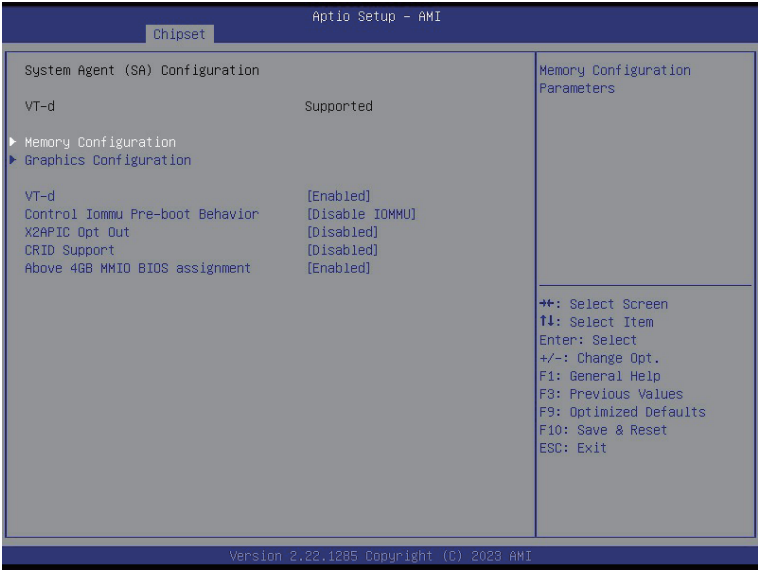 Aptio Setup – AMI
Chipset
System Agent (SA) Configuration
VT-d Supported
Memory Configuration
Graphics Configuration
VT-d [Enabled]
Control Iommu Pre-boot Behavior [Disable IOMMU]
X2APIC Opt Out [Disabled]
CRID Support [Disabled]
Above 4GB MMIO BIOS assignment [Enabled]
Memory Configuration
Parameters
→←: Select Screen
↑↓: Select Item
Enter: Select
+/-: Change Opt.
F1: General Help
F3: Previous Values
F9: Optimized Defaults
F10: Save & Reset
ESC: Exit
Version 2.22.1285 Copyright (C) 2023 AMI